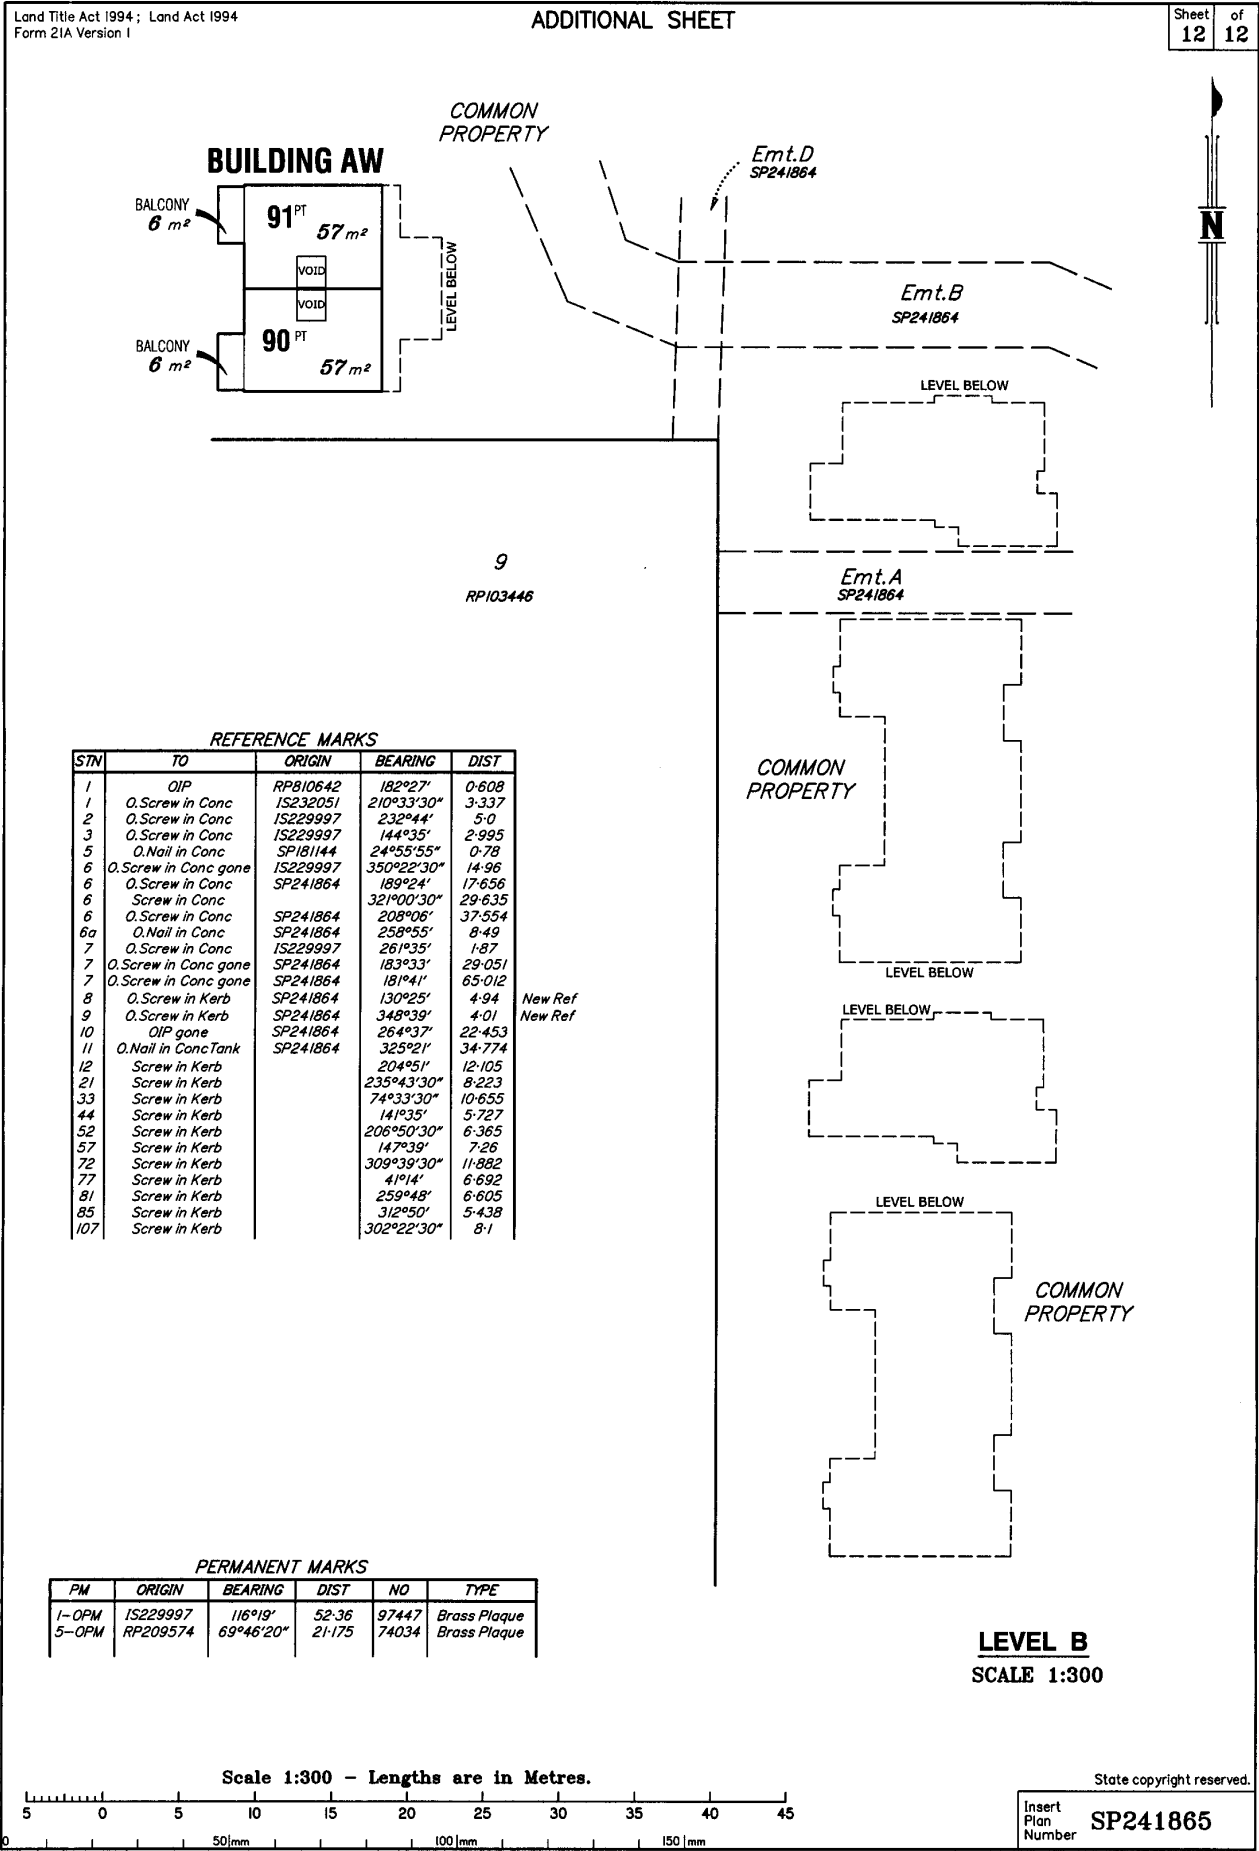 Land Title Act 1994 ; Land Act 1994
Form 21A Version 1
ADDITIONAL SHEET
Sheet of
12 12
COMMON
PROPERTY
BUILDING AW
Emt.D
SP241864
BALCONY
6 m²
91 PT
57 m²
VOID
VOID
LEVEL BELOW
90 PT
57 m²
BALCONY
6 m²
N
Emt.B
SP241864
LEVEL BELOW
9
RP103446
Emt.A
SP241864
COMMON
PROPERTY
LEVEL BELOW
LEVEL BELOW
LEVEL BELOW
COMMON
PROPERTY
REFERENCE MARKS
STN TO ORIGIN BEARING DIST
1 OIP RP810642 182°27' 0·608
1 O.Screw in Conc IS232051 210°33'30" 3·337
2 O.Screw in Conc IS229997 232°44' 5·0
3 O.Screw in Conc IS229997 144°35' 2·995
5 O.Nail in Conc SP181144 24°55'55" 0·78
6 O.Screw in Conc gone IS229997 350°22'30" 14·96
6 O.Screw in Conc SP241864 189°24' 17·656
6 Screw in Conc 321°00'30" 29·635
6 O.Screw in Conc SP241864 208°06' 37·554
6a O.Nail in Conc SP241864 258°55' 8·49
7 O.Screw in Conc IS229997 261°35' 1·87
7 O.Screw in Conc gone SP241864 183°33' 29·051
7 O.Screw in Conc gone SP241864 181°41' 65·012
8 O.Screw in Kerb SP241864 130°25' 4·94 New Ref
9 O.Screw in Kerb SP241864 348°39' 4·01 New Ref
10 OIP gone SP241864 264°37' 22·453
11 O.Nail in Conc Tank SP241864 325°21' 34·774
12 Screw in Kerb 204°51' 12·105
21 Screw in Kerb 235°43'30" 8·223
33 Screw in Kerb 74°33'30" 10·655
44 Screw in Kerb 141°35' 5·727
52 Screw in Kerb 206°50'30" 6·365
57 Screw in Kerb 147°39' 7·26
72 Screw in Kerb 309°39'30" 11·882
77 Screw in Kerb 41°14' 6·692
81 Screw in Kerb 259°48' 6·605
85 Screw in Kerb 312°50' 5·438
107 Screw in Kerb 302°22'30" 8·1
PERMANENT MARKS
PM ORIGIN BEARING DIST NO TYPE
1-OPM IS229997 116°19' 52·36 97447 Brass Plaque
5-OPM RP209574 69°46'20" 21·175 74034 Brass Plaque
LEVEL B
SCALE 1:300
Scale 1:300 - Lengths are in Metres.
5 0 5 10 15 20 25 30 35 40 45
0 50 mm 100 mm 150 mm
State copyright reserved.
Insert
Plan
Number
SP241865